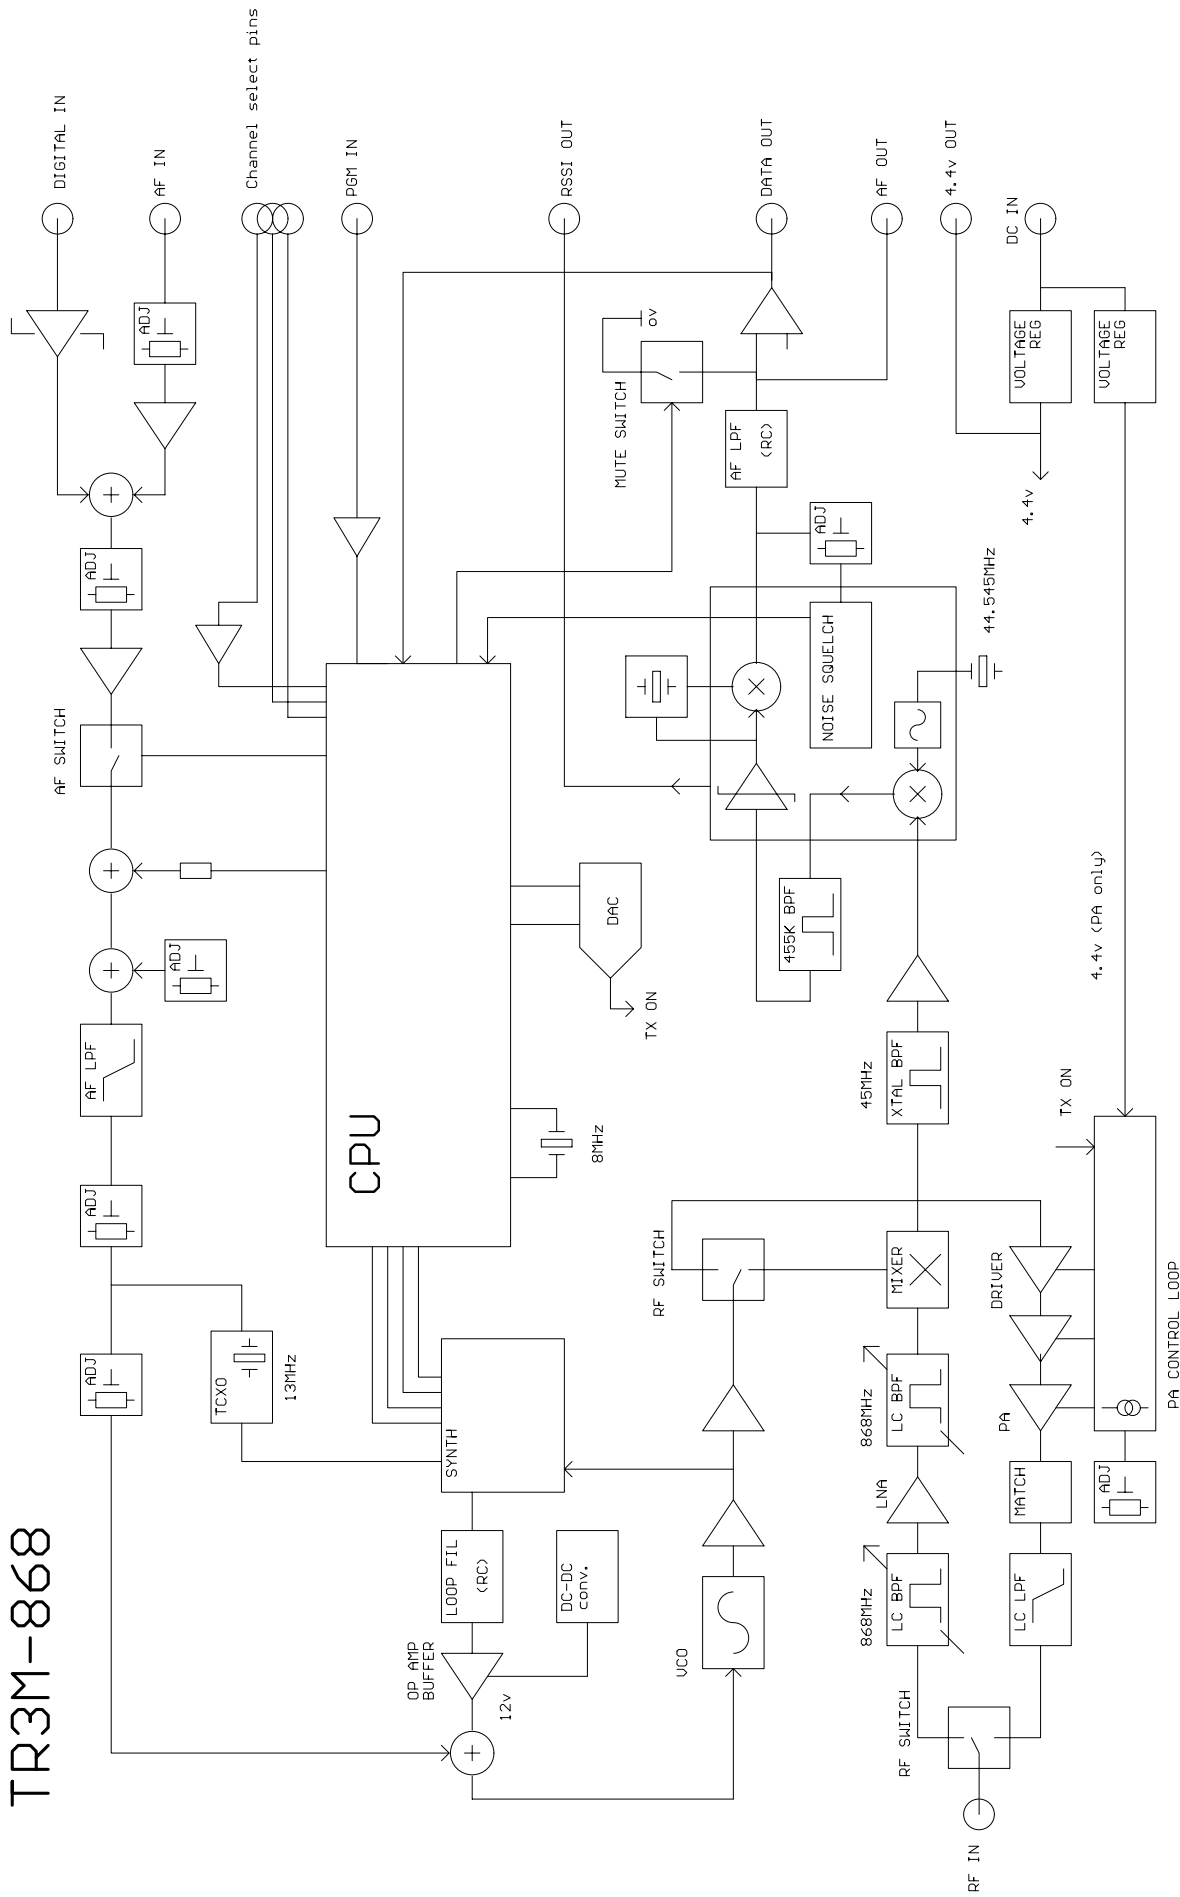 TR3M-868
DIGITAL IN
AF IN
Channel select pins
PGM IN
RSSI OUT
DATA OUT
AF OUT
4.4v OUT
DC IN
ADJ
ADJ
AF SWITCH
ADJ
AF LPF
ADJ
ADJ
TCXO
13MHz
CPU
8MHz
DAC
TX ON
SYNTH
LOOP FIL
(RC)
DC-DC
conv.
OP AMP
BUFFER
12v
VCO
RF SWITCH
MUTE SWITCH
0V
AF LPF
(RC)
ADJ
NOISE SQUELCH
44.545MHz
455K BPF
45MHz
XTAL BPF
MIXER
868MHz
LC BPF
LNA
868MHz
LC BPF
RF SWITCH
RF IN
LC LPF
MATCH
PA
DRIVER
ADJ
PA CONTROL LOOP
TX ON
4.4v (PA only)
4.4v
VOLTAGE
REG
VOLTAGE
REG